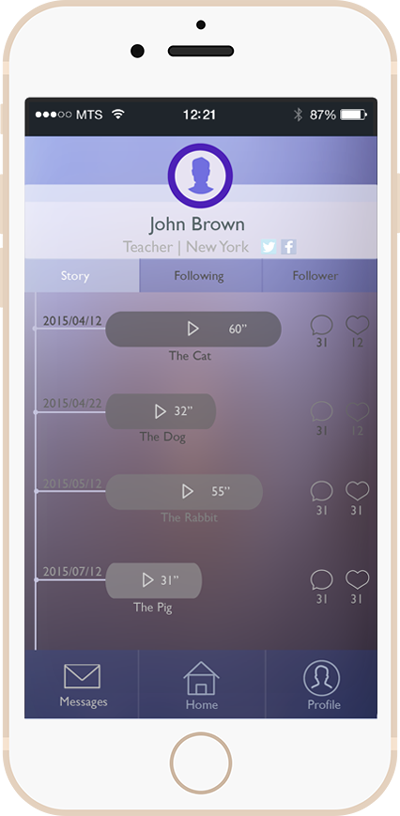 MTS 12:21 87%
John Brown
Teacher | New York
Story Following Follower
2015/04/12 60” 31 12
The Cat
2015/04/22 32” 31 12
The Dog
2015/05/12 55” 31 31
The Rabbit
2015/07/12 31” 31 31
The Pig
Messages Home Profile